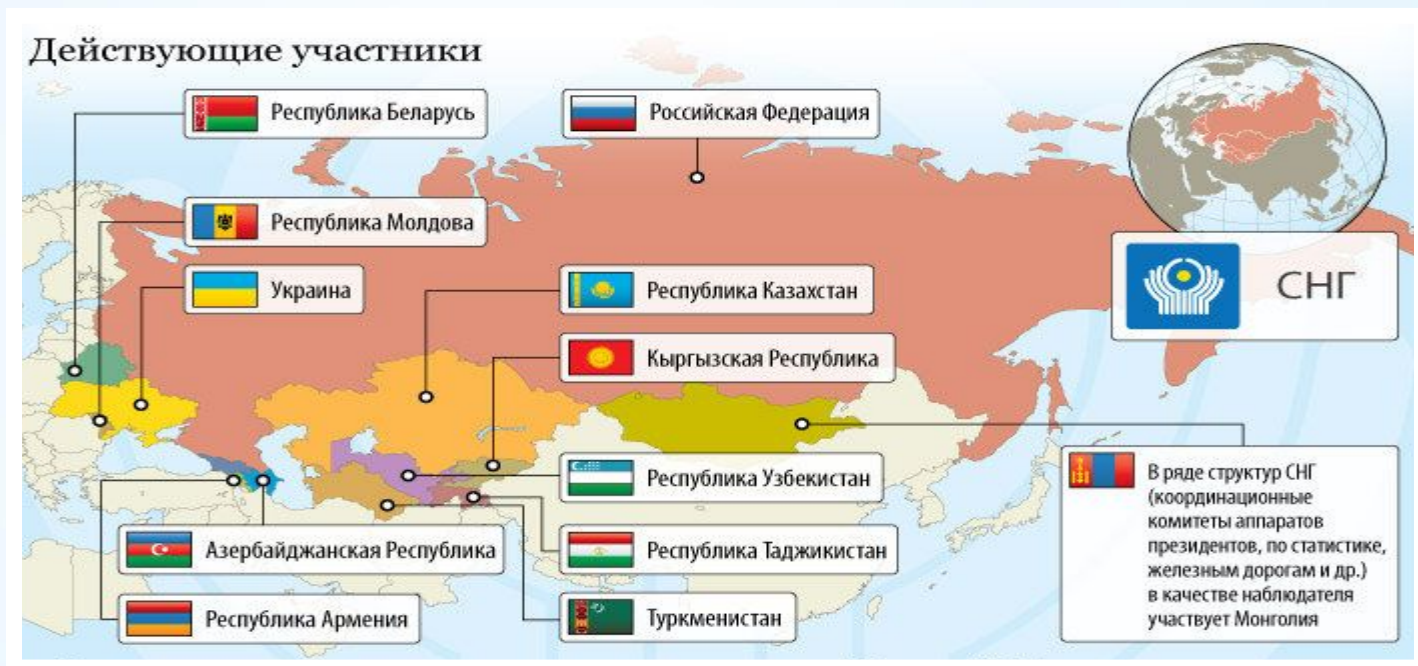 Действующие участники
Республика Беларусь
Российская Федерация
Республика Молдова
Украина
Республика Казахстан
СНГ
Кыргызская Республика
Республика Узбекистан
Азербайджанская Республика
Республика Таджикистан
Республика Армения
Туркменистан
В ряде структур СНГ
(координационные
комитеты аппаратов
президентов, по статистике,
железным дорогам и др.)
в качестве наблюдателя
участвует Монголия